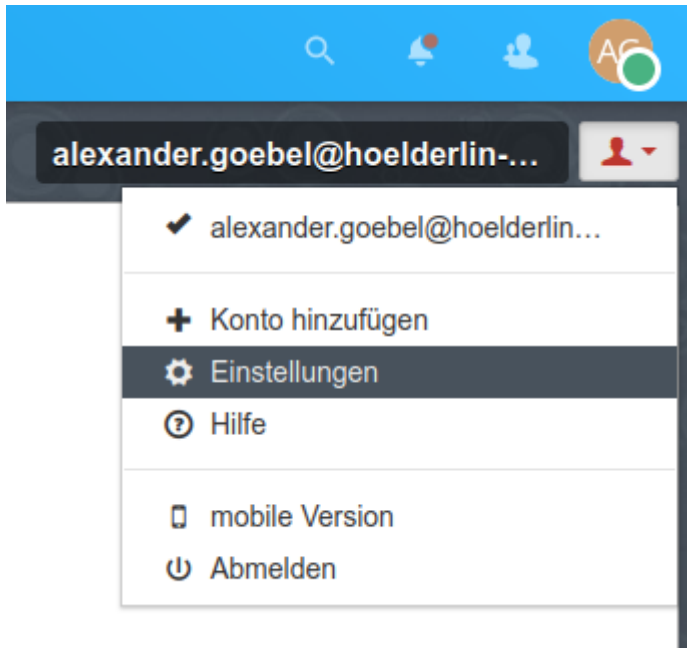 AG
alexander.goebel@hoelderlin-...
alexander.goebel@hoelderlin...
Konto hinzufügen
Einstellungen
Hilfe
mobile Version
Abmelden